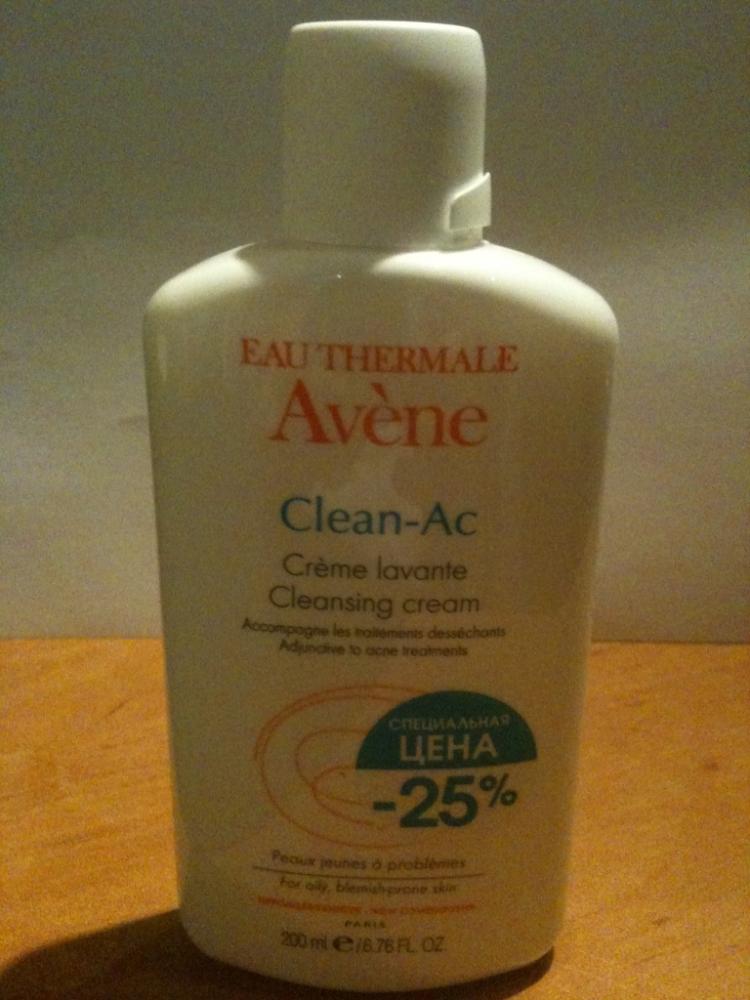 EAU THERMALE
Avène
Clean-Ac
Crème lavante
Cleansing cream
Accompagne les traitements desséchants
Adjunctive to acne treatments
СПЕЦИАЛЬНАЯ
ЦЕНА
-25%
Peaux jeunes à problèmes
For oily, blemish-prone skin
PARIS
200 ml e/6.76 FL. OZ.